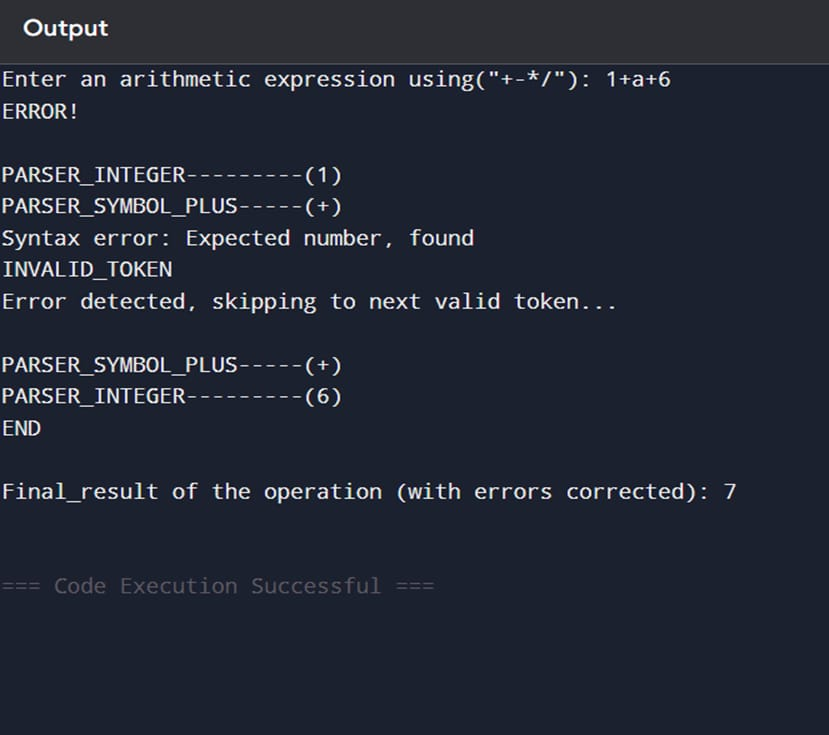 Output
Enter an arithmetic expression using("+-*/"): 1+a+6
ERROR!
PARSER_INTEGER---------(1)
PARSER_SYMBOL_PLUS-----(+)
Syntax error: Expected number, found
INVALID_TOKEN
Error detected, skipping to next valid token...
PARSER_SYMBOL_PLUS-----(+)
PARSER_INTEGER---------(6)
END
Final_result of the operation (with errors corrected): 7
=== Code Execution Successful ===